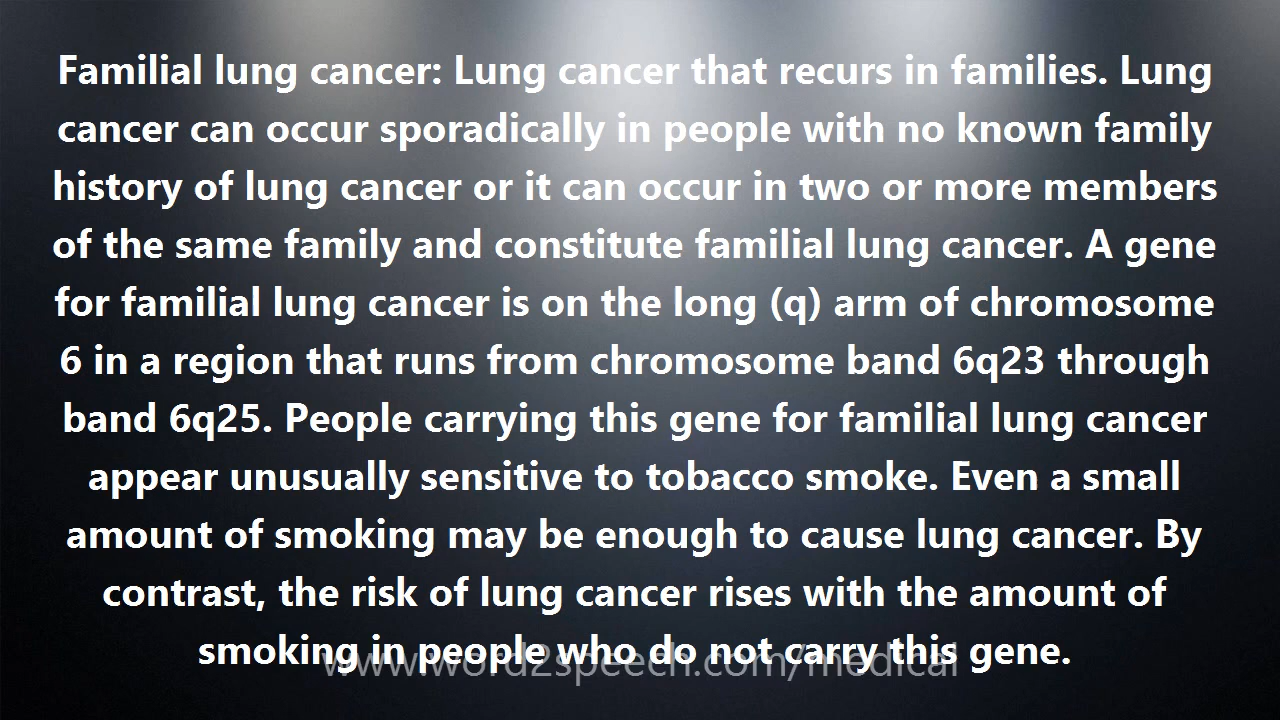 Familial lung cancer: Lung cancer that recurs in families. Lung
cancer can occur sporadically in people with no known family
history of lung cancer or it can occur in two or more members
of the same family and constitute familial lung cancer. A gene
for familial lung cancer is on the long (q) arm of chromosome
6 in a region that runs from chromosome band 6q23 through
band 6q25. People carrying this gene for familial lung cancer
appear unusually sensitive to tobacco smoke. Even a small
amount of smoking may be enough to cause lung cancer. By
contrast, the risk of lung cancer rises with the amount of
smoking in people who do not carry this gene.
www.word2speech.com/medical